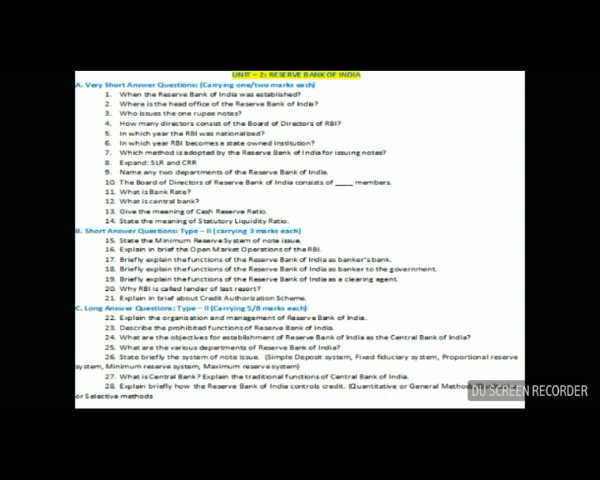 UNIT – 2: RESERVE BANK OF INDIA
A. Very Short Answer Questions: (Carrying one/two marks each)
1. When the Reserve Bank of India was established?
2. Where is the head office of the Reserve Bank of India?
3. Who issues the one rupee notes?
4. How many directors consist of the Board of Directors of RBI?
5. In which year the RBI was nationalized?
6. In which year RBI becomes a state owned institution?
7. Which method is adopted by the Reserve Bank of India for issuing notes?
8. Expand: SLR and CRR
9. Name any two departments of the Reserve Bank of India.
10. The Board of Directors of Reserve Bank of India consists of ____ members.
11. What is Bank Rate?
12. What is central bank?
13. Give the meaning of Cash Reserve Ratio.
14. State the meaning of Statutory Liquidity Ratio.
B. Short Answer Questions: Type – II (carrying 3 marks each)
15. State the Minimum Reserve System of note issue.
16. Explain in brief the Open Market Operations of the RBI.
17. Briefly explain the functions of the Reserve Bank of India as banker's bank.
18. Briefly explain the functions of the Reserve Bank of India as banker to the government.
19. Briefly explain the functions of the Reserve Bank of India as a clearing agent.
20. Why RBI is called lender of last resort?
21. Explain in brief about Credit Authorization Scheme.
C. Long Answer Questions: Type – II (Carrying 5/8 marks each)
22. Explain the organization and management of Reserve Bank of India.
23. Describe the prohibited functions of Reserve Bank of India.
24. What are the objectives for establishment of Reserve Bank of India as the Central Bank of India?
25. What are the various departments of Reserve Bank of India?
26. State briefly the system of note issue. (Simple Deposit system, Fixed fiduciary system, Proportional reserve
system, Minimum reserve system, Maximum reserve system)
27. What is Central Bank? Explain the traditional functions of Central Bank of India.
28. Explain briefly how the Reserve Bank of India controls credit. (Quantitative or General Method
or Selective methods
DU SCREEN RECORDER